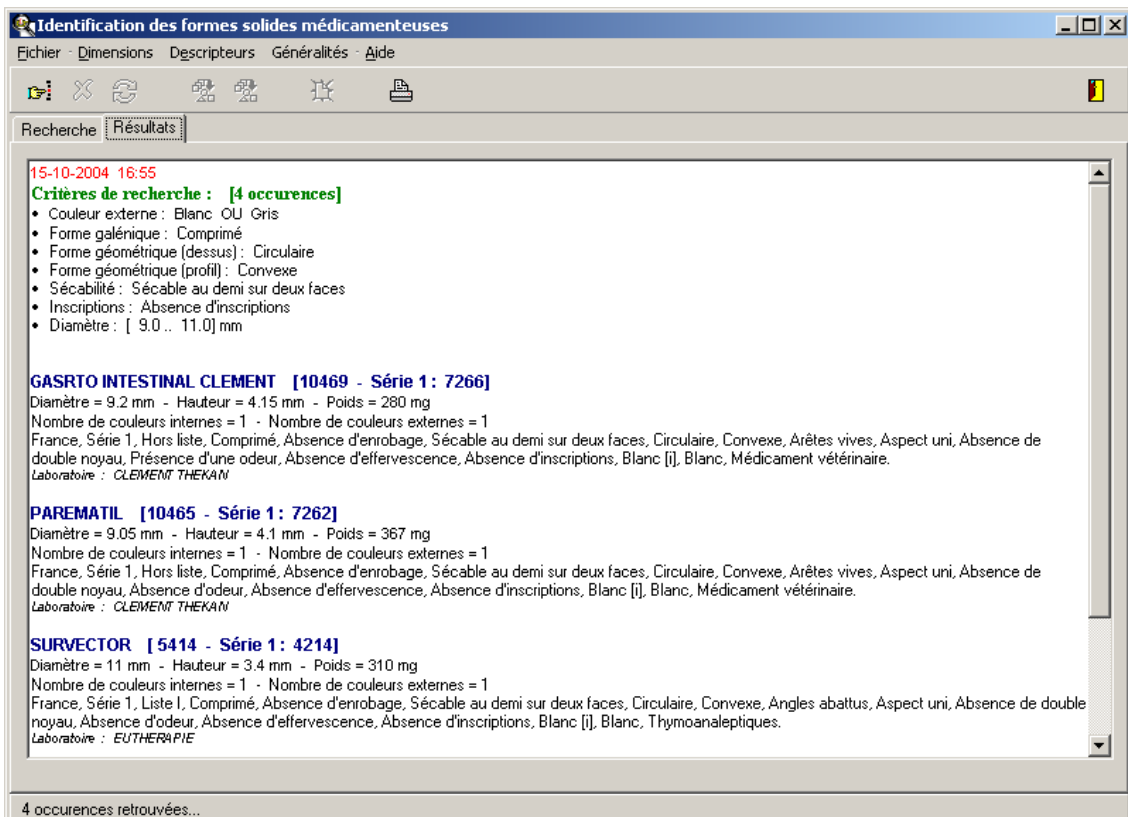 Identification des formes solides médicamenteuses
Fichier - Dimensions Descripteurs Généralités - Aide
Recherche Résultats
15-10-2004 16:55
Critères de recherche : [4 occurences]
• Couleur externe : Blanc OU Gris
• Forme galénique : Comprimé
• Forme géométrique (dessus) : Circulaire
• Forme géométrique (profil) : Convexe
• Sécabilité : Sécable au demi sur deux faces
• Inscriptions : Absence d'inscriptions
• Diamètre : [ 9.0 .. 11.0] mm
GASRTO INTESTINAL CLEMENT [10469 - Série 1 : 7266]
Diamètre = 9.2 mm - Hauteur = 4.15 mm - Poids = 280 mg
Nombre de couleurs internes = 1 - Nombre de couleurs externes = 1
France, Série 1, Hors liste, Comprimé, Absence d'enrobage, Sécable au demi sur deux faces, Circulaire, Convexe, Arêtes vives, Aspect uni, Absence de
double noyau, Présence d'une odeur, Absence d'effervescence, Absence d'inscriptions, Blanc [i], Blanc, Médicament vétérinaire.
Laboratoire : CLEMENT THEKAN
PAREMATIL [10465 - Série 1 : 7262]
Diamètre = 9.05 mm - Hauteur = 4.1 mm - Poids = 367 mg
Nombre de couleurs internes = 1 - Nombre de couleurs externes = 1
France, Série 1, Hors liste, Comprimé, Absence d'enrobage, Sécable au demi sur deux faces, Circulaire, Convexe, Arêtes vives, Aspect uni, Absence de
double noyau, Absence d'odeur, Absence d'effervescence, Absence d'inscriptions, Blanc [i], Blanc, Médicament vétérinaire.
Laboratoire : CLEMENT THEKAN
SURVECTOR [ 5414 - Série 1 : 4214]
Diamètre = 11 mm - Hauteur = 3.4 mm - Poids = 310 mg
Nombre de couleurs internes = 1 - Nombre de couleurs externes = 1
France, Série 1, Liste I, Comprimé, Absence d'enrobage, Sécable au demi sur deux faces, Circulaire, Convexe, Angles abattus, Aspect uni, Absence de double
noyau, Absence d'odeur, Absence d'effervescence, Absence d'inscriptions, Blanc [i], Blanc, Thymoanaleptiques.
Laboratoire : EUTHERAPIE
4 occurences retrouvées...